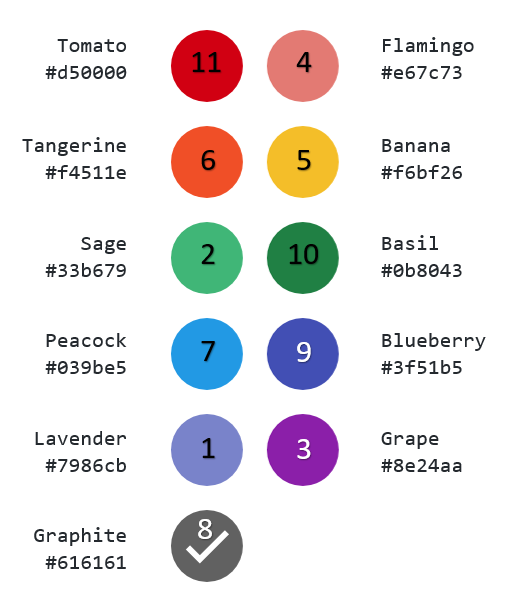 Tomato
#d50000
11
4
Flamingo
#e67c73
Tangerine
#f4511e
6
5
Banana
#f6bf26
Sage
#33b679
2
10
Basil
#0b8043
Peacock
#039be5
7
9
Blueberry
#3f51b5
Lavender
#7986cb
1
3
Grape
#8e24aa
Graphite
#616161
8